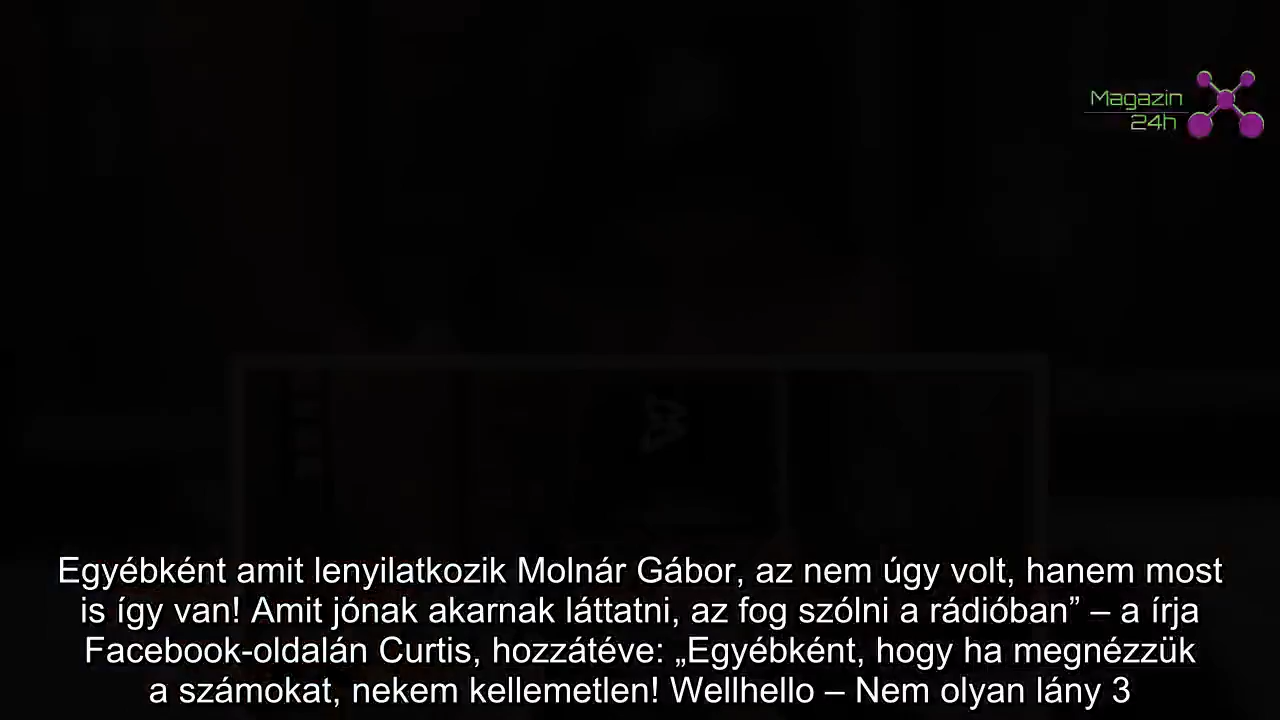 Magazin
24h
Egyébként amit lenyilatkozik Molnár Gábor, az nem úgy volt, hanem most
is így van! Amit jónak akarnak láttatni, az fog szólni a rádióban” – a írja
Facebook-oldalán Curtis, hozzátéve: „Egyébként, hogy ha megnézzük
a számokat, nekem kellemetlen! Wellhello – Nem olyan lány 3